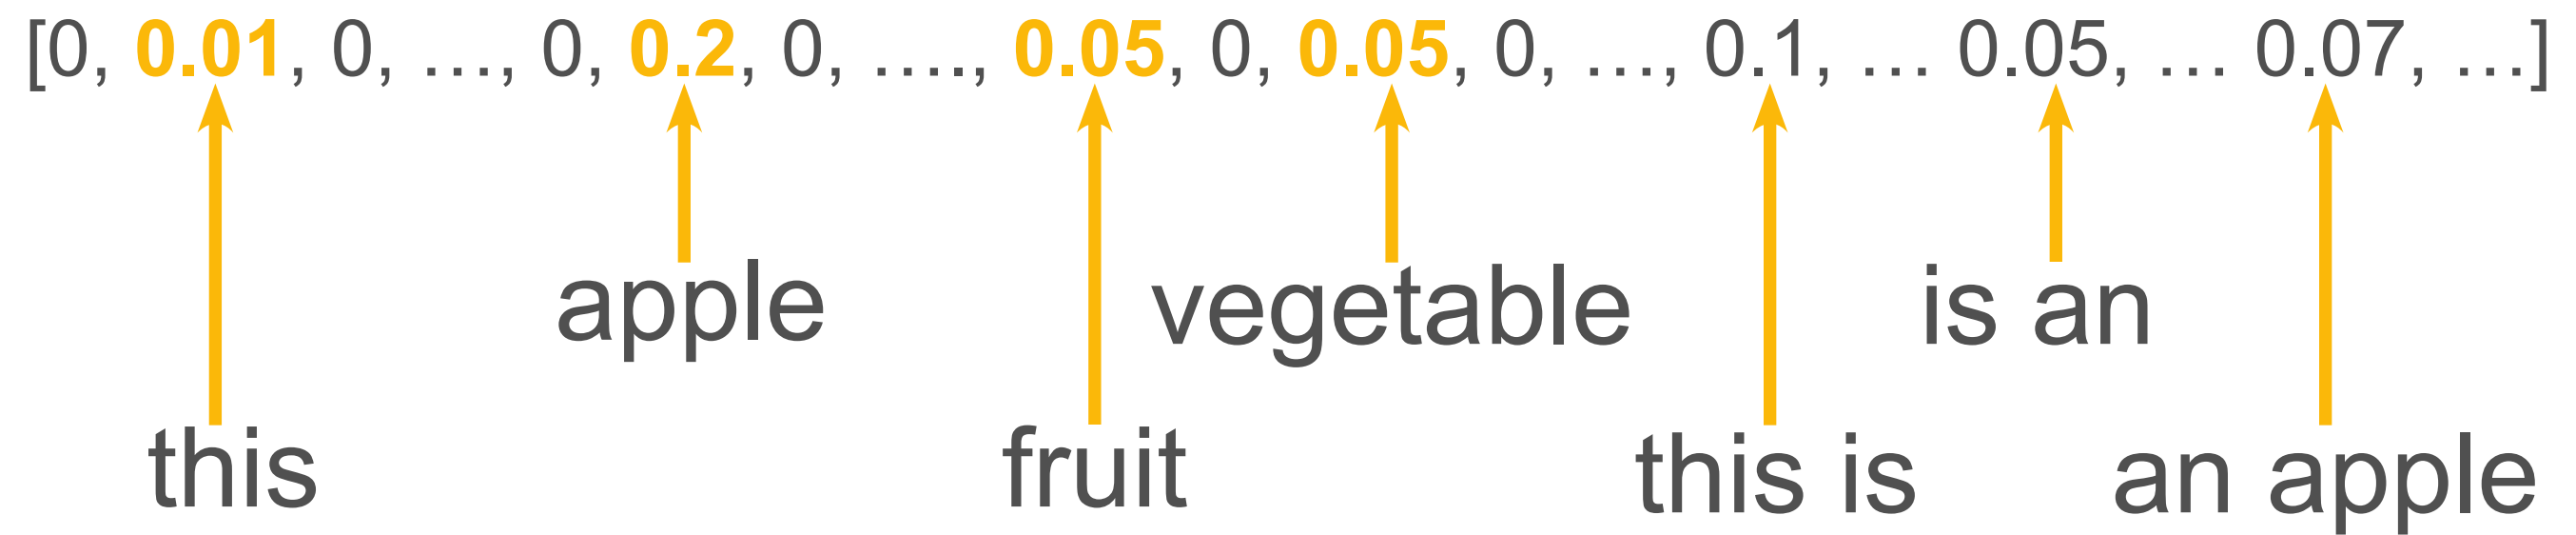 [0, 0.01, 0, …, 0, 0.2, 0, …., 0.05, 0, 0.05, 0, …, 0.1, … 0.05, … 0.07, …]
apple vegetable is an
this fruit this is an apple